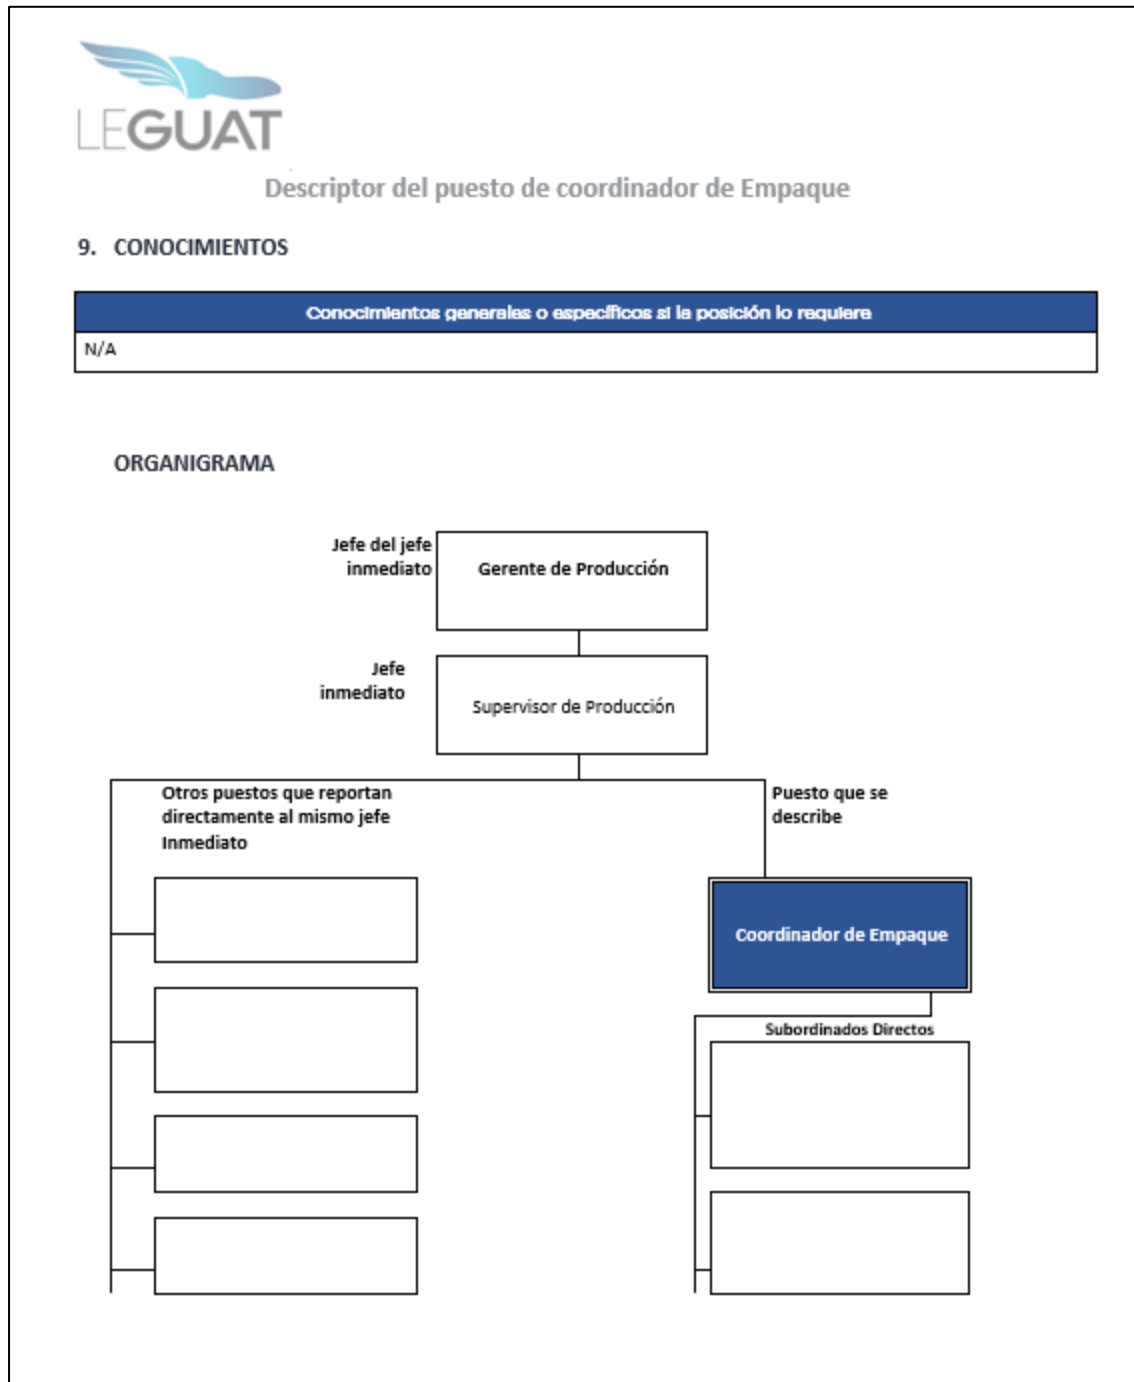 LEGUAT
Descriptor del puesto de coordinador de Empaque
9. CONOCIMIENTOS
Conocimientos generales o específicos si la posición lo requiere
N/A
ORGANIGRAMA
Jefe del jefe
inmediato
Gerente de Producción
Jefe
inmediato
Supervisor de Producción
Otros puestos que reportan
directamente al mismo jefe
Inmediato
Puesto que se
describe
Coordinador de Empaque
Subordinados Directos